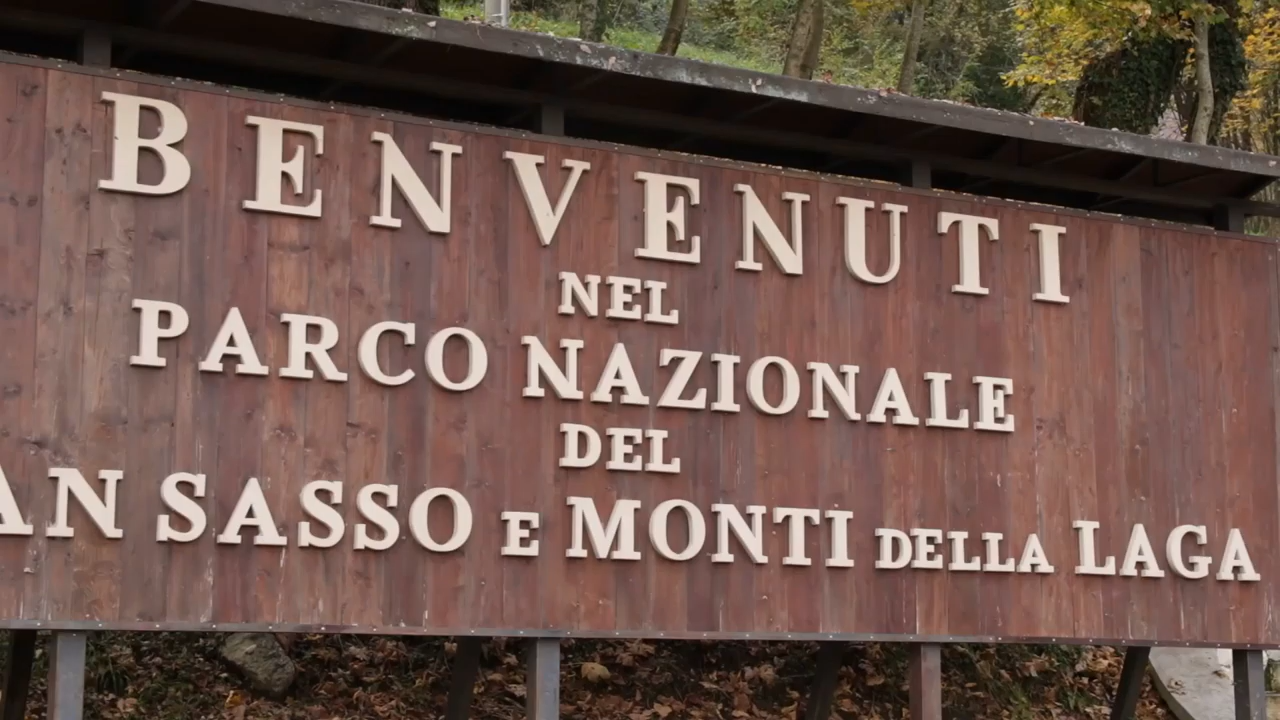 BENVENUTI
NEL
PARCO NAZIONALE
DEL
AN SASSO E MONTI DELLA LAGA